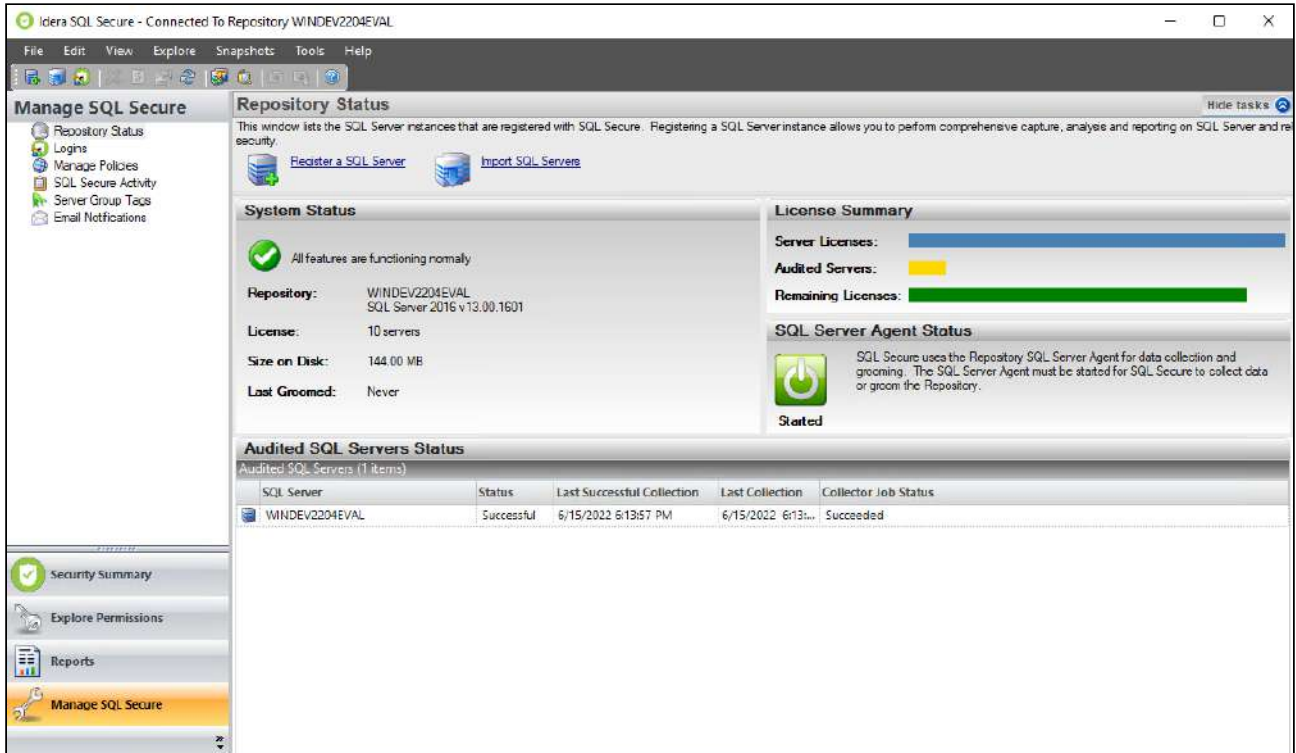 Idera SQL Secure - Connected To Repository WINDEV2204EVAL
File Edit View Explore Snapshots Tools Help
Manage SQL Secure
Repository Status
Logins
Manage Policies
SQL Secure Activity
Server Group Tags
Email Notifications
Security Summary
Explore Permissions
Reports
Manage SQL Secure
Repository Status
Hide tasks
This window lists the SQL Server instances that are registered with SQL Secure. Registering a SQL Server instance allows you to perform comprehensive capture, analysis and reporting on SQL Server and rel
security.
Register a SQL Server
Import SQL Servers
System Status
All features are functioning normally
Repository: WINDEV2204EVAL
SQL Server 2016 v13.00.1601
License: 10 servers
Size on Disk: 144.00 MB
Last Groomed: Never
License Summary
Server Licenses:
Audited Servers:
Remaining Licenses:
SQL Server Agent Status
SQL Secure uses the Repository SQL Server Agent for data collection and
grooming. The SQL Server Agent must be started for SQL Secure to collect data
or groom the Repository.
Started
Audited SQL Servers Status
Audited SQL Servers (1 items)
SQL Server Status Last Successful Collection Last Collection Collector Job Status
WINDEV2204EVAL Successful 6/15/2022 6:13:57 PM 6/15/2022 6:13:... Succeeded